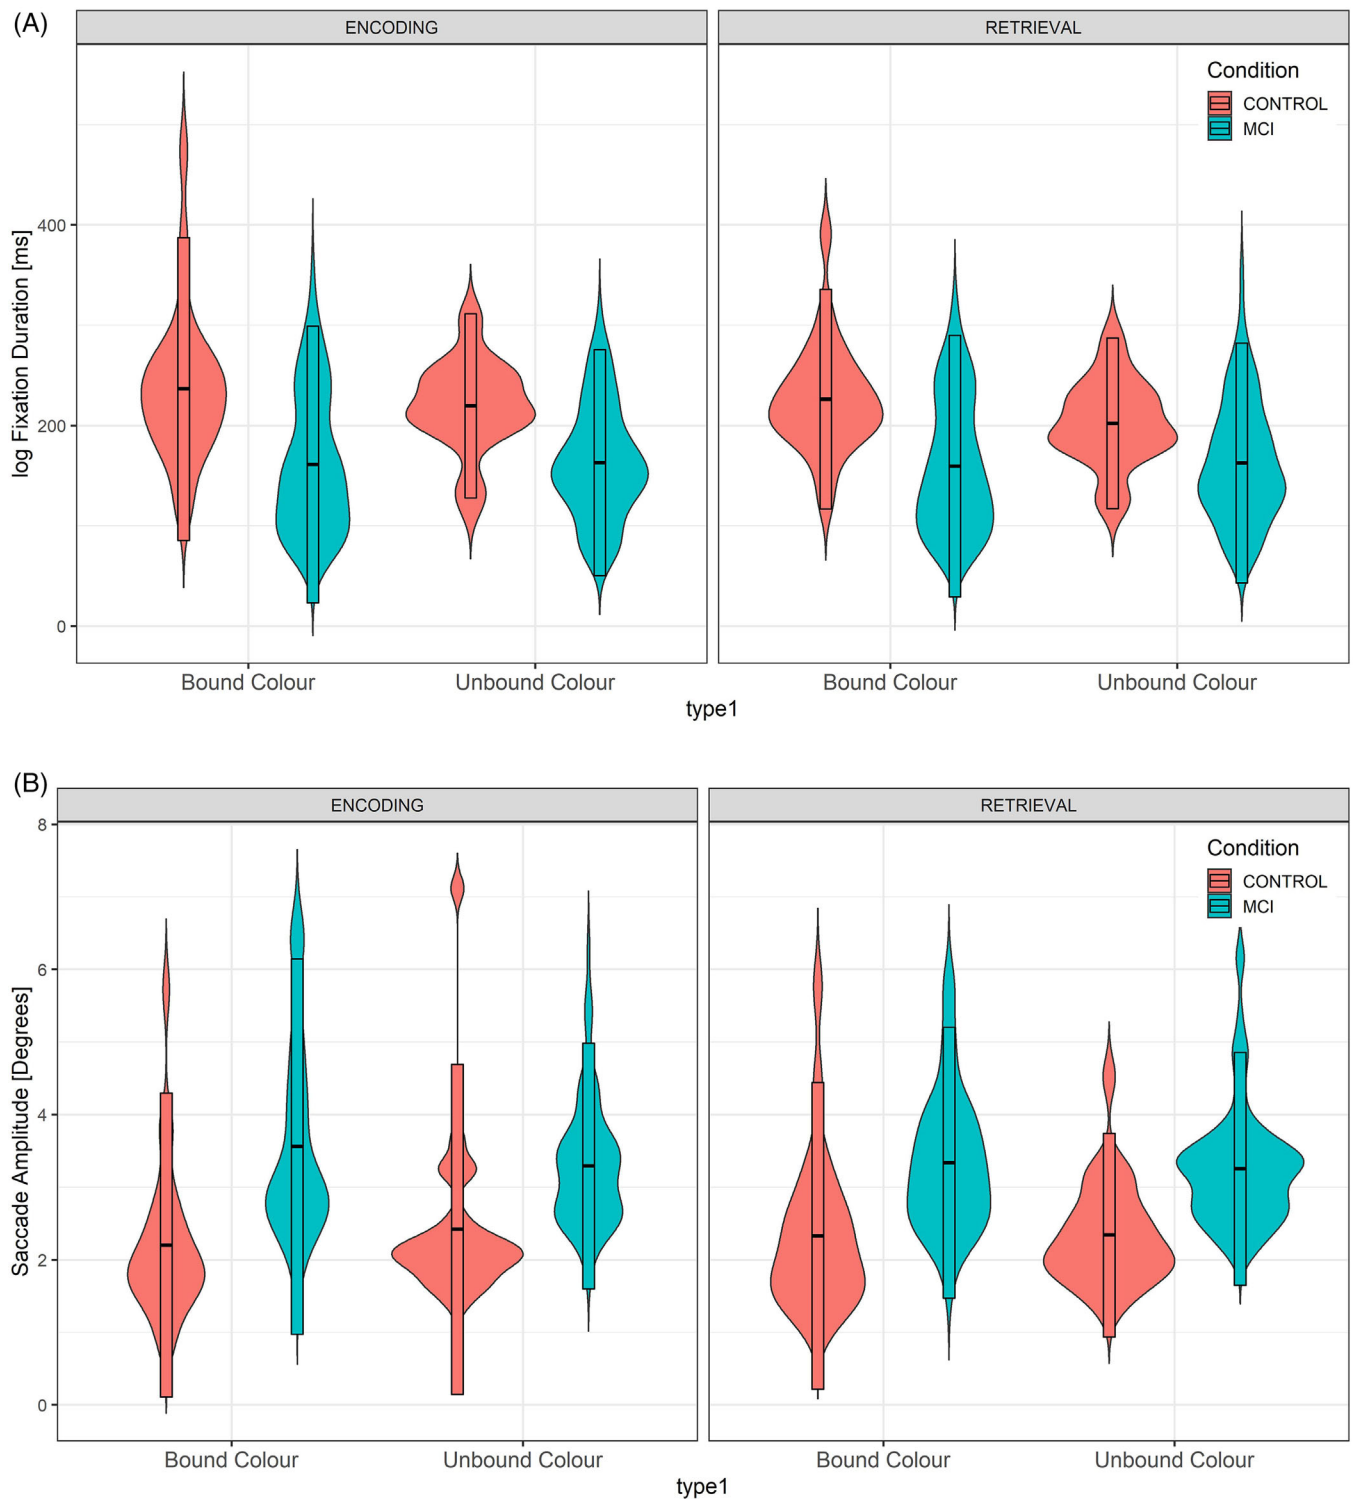 (A)
ENCODING
RETRIEVAL
Condition
CONTROL
MCI
log Fixation Duration [ms]
400
200
0
Bound Colour
Unbound Colour
Bound Colour
Unbound Colour
type1
(B)
ENCODING
RETRIEVAL
Condition
CONTROL
MCI
Saccade Amplitude [Degrees]
8
6
4
2
0
Bound Colour
Unbound Colour
Bound Colour
Unbound Colour
type1